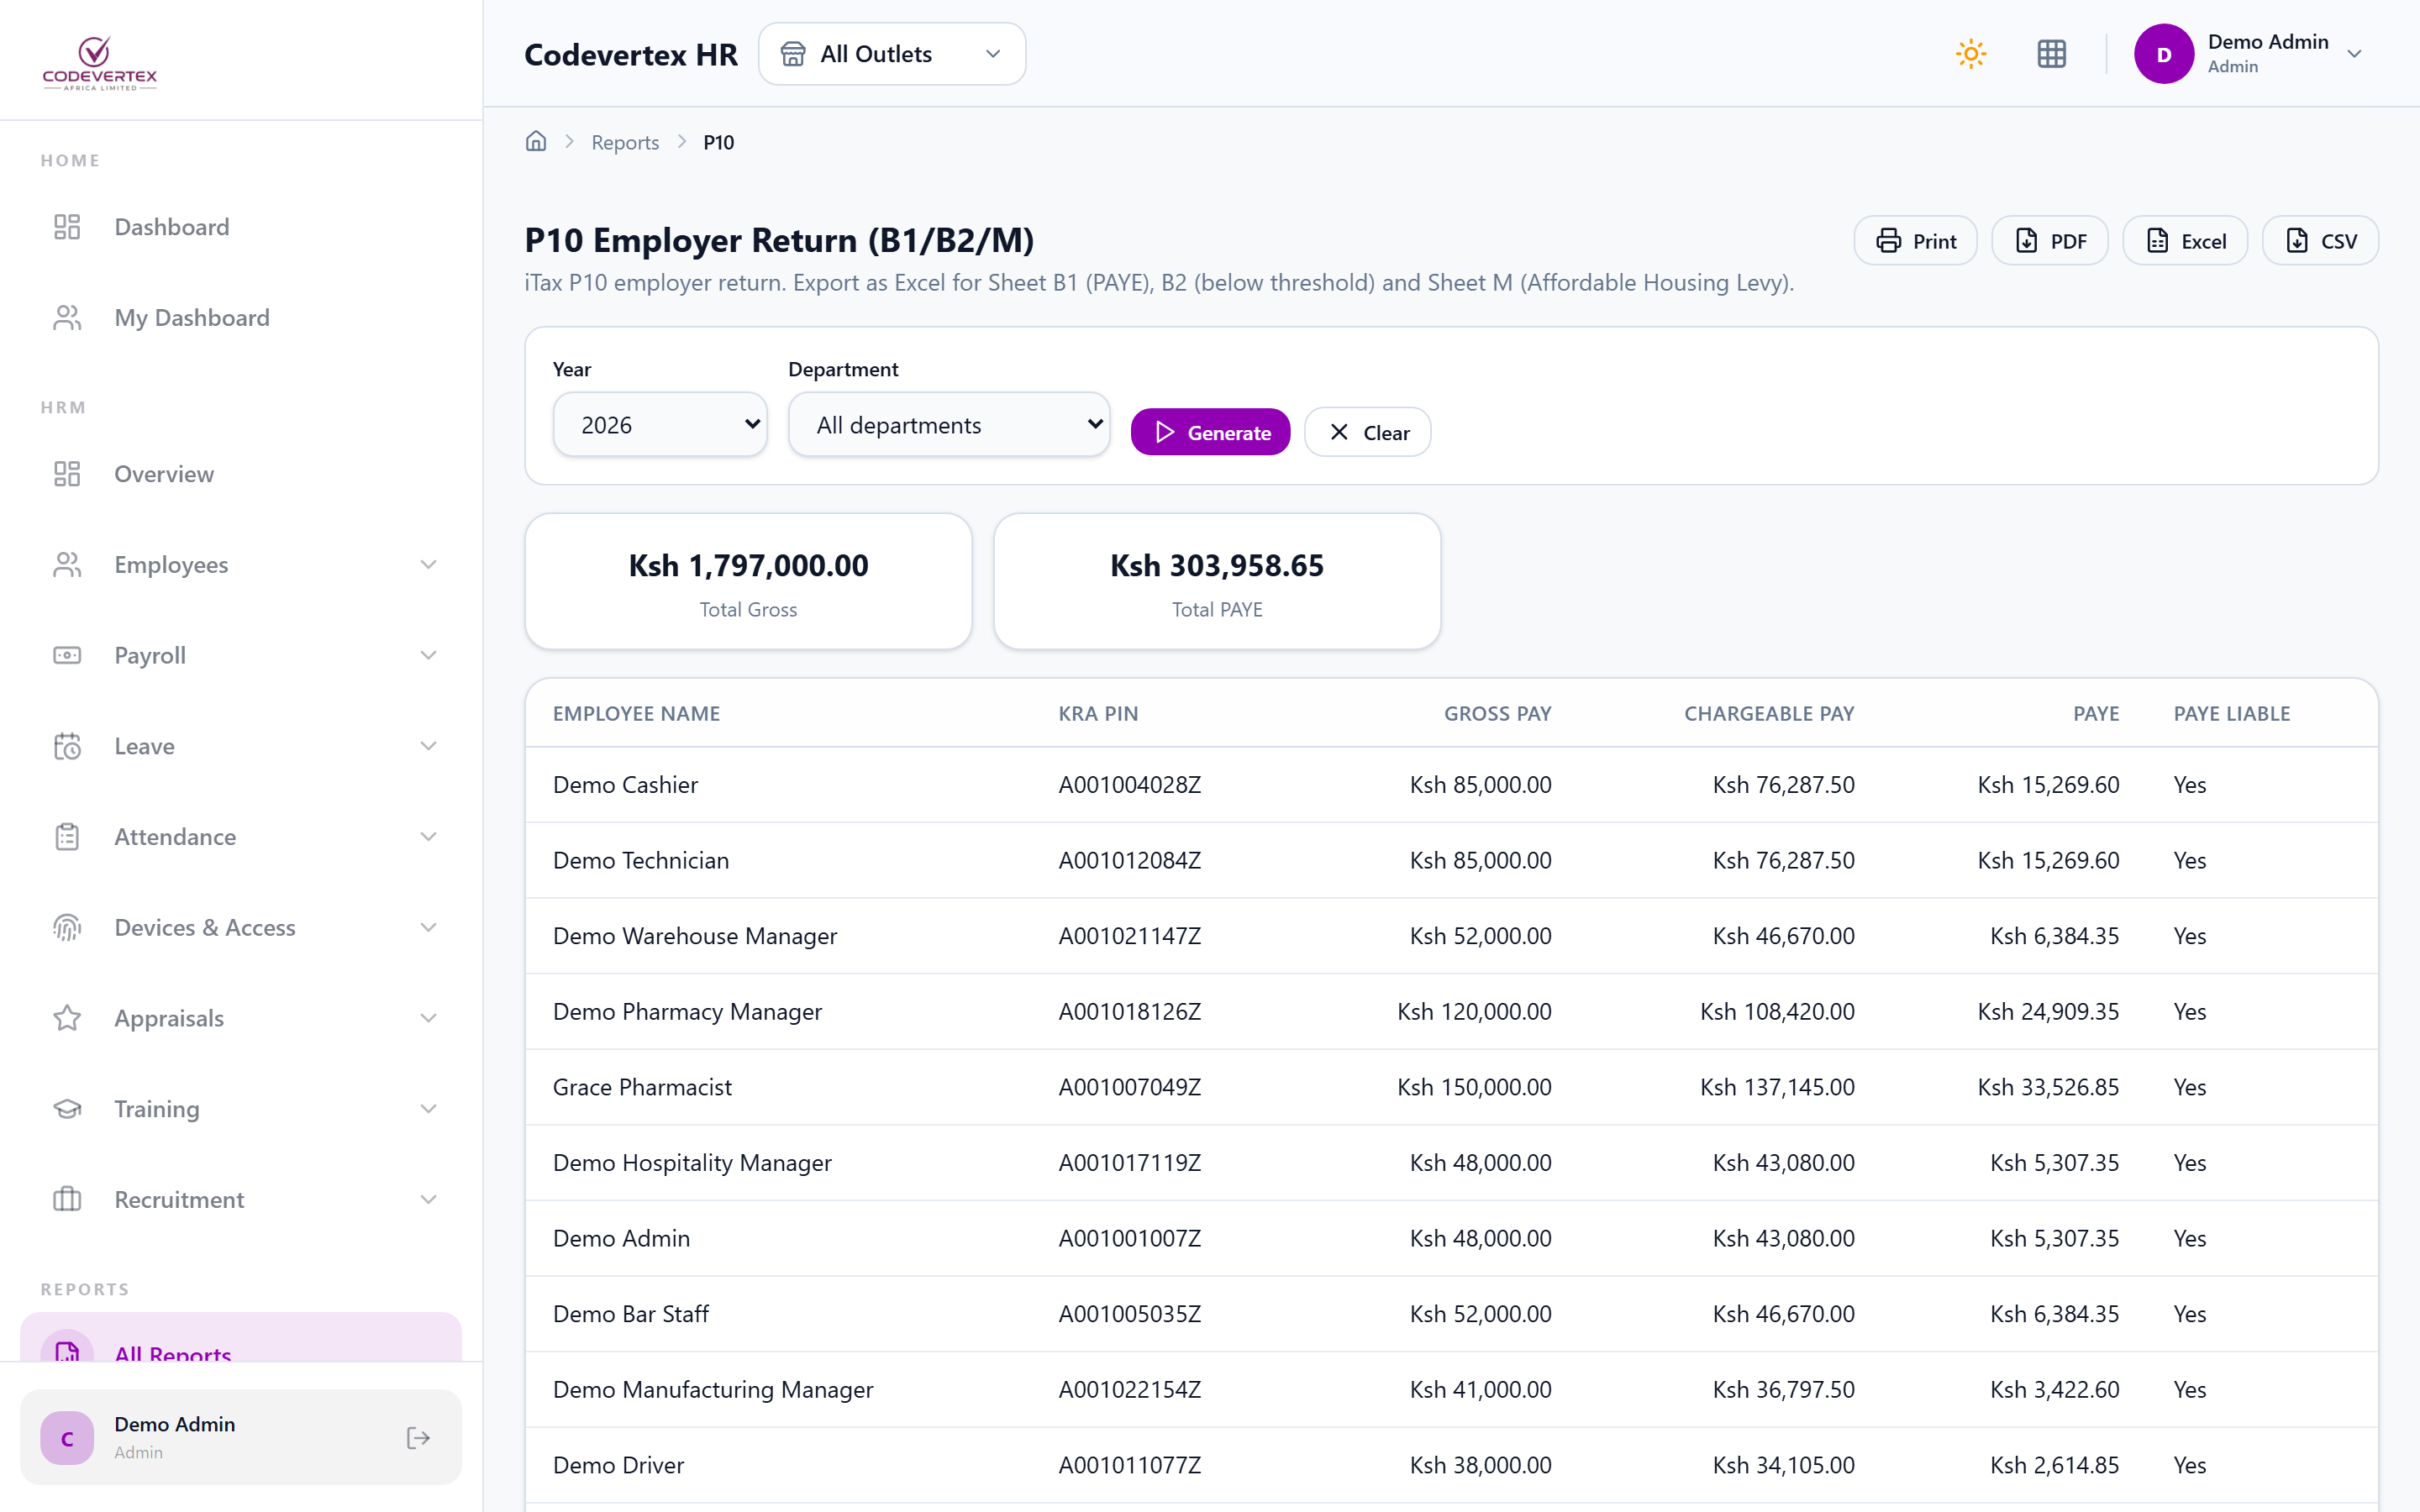 CODEVERTEX
AFRICA LIMITED
HOME
Dashboard
My Dashboard
HRM
Overview
Employees
Payroll
Leave
Attendance
Devices & Access
Appraisals
Training
Recruitment
REPORTS
All Reports
C
Demo Admin
Admin
Codevertex HR
All Outlets
D
Demo Admin
Admin
Reports P10
P10 Employer Return (B1/B2/M)
iTax P10 employer return. Export as Excel for Sheet B1 (PAYE), B2 (below threshold) and Sheet M (Affordable Housing Levy).
Print PDF Excel CSV
Year Department
2026 All departments Generate Clear
Ksh 1,797,000.00
Total Gross
Ksh 303,958.65
Total PAYE
EMPLOYEE NAME KRA PIN GROSS PAY CHARGEABLE PAY PAYE PAYE LIABLE
Demo Cashier A001004028Z Ksh 85,000.00 Ksh 76,287.50 Ksh 15,269.60 Yes
Demo Technician A001012084Z Ksh 85,000.00 Ksh 76,287.50 Ksh 15,269.60 Yes
Demo Warehouse Manager A001021147Z Ksh 52,000.00 Ksh 46,670.00 Ksh 6,384.35 Yes
Demo Pharmacy Manager A001018126Z Ksh 120,000.00 Ksh 108,420.00 Ksh 24,909.35 Yes
Grace Pharmacist A001007049Z Ksh 150,000.00 Ksh 137,145.00 Ksh 33,526.85 Yes
Demo Hospitality Manager A001017119Z Ksh 48,000.00 Ksh 43,080.00 Ksh 5,307.35 Yes
Demo Admin A001001007Z Ksh 48,000.00 Ksh 43,080.00 Ksh 5,307.35 Yes
Demo Bar Staff A001005035Z Ksh 52,000.00 Ksh 46,670.00 Ksh 6,384.35 Yes
Demo Manufacturing Manager A001022154Z Ksh 41,000.00 Ksh 36,797.50 Ksh 3,422.60 Yes
Demo Driver A001011077Z Ksh 38,000.00 Ksh 34,105.00 Ksh 2,614.85 Yes